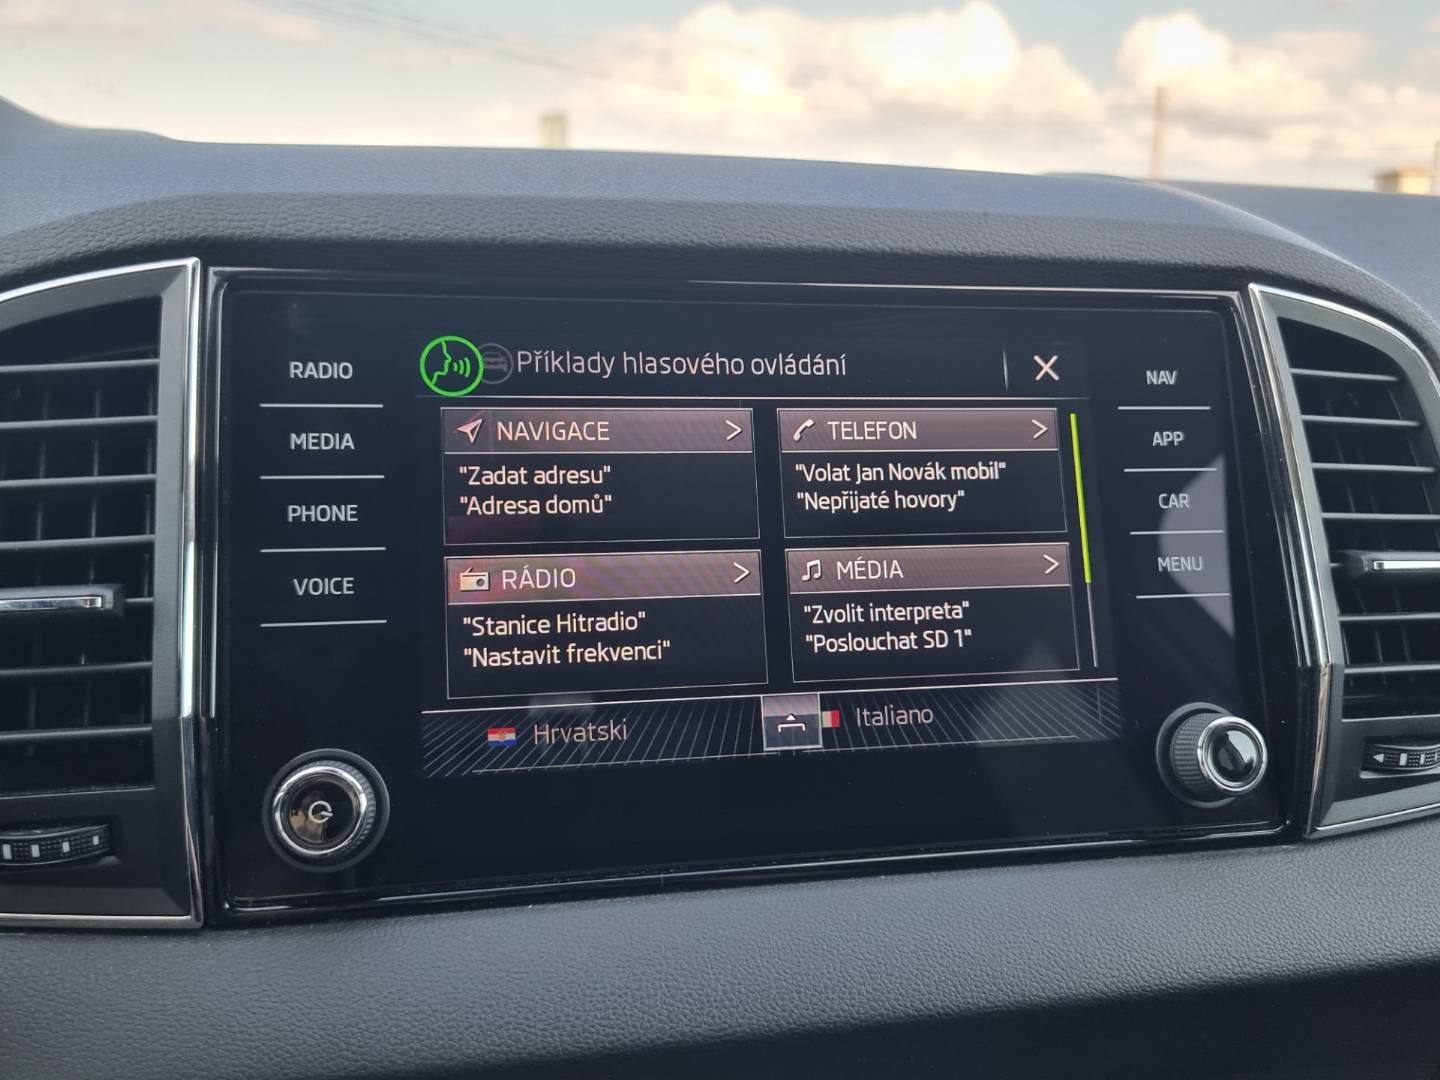 RADIO
MEDIA
PHONE
VOICE
Příklady hlasového ovládání
NAVIGACE
"Zadat adresu"
"Adresa domů"
TELEFON
"Volat Jan Novák mobil"
"Nepřijaté hovory"
RÁDIO
"Stanice Hitradio"
"Nastavit frekvenci"
MÉDIA
"Zvolit interpreta"
"Poslouchat SD 1"
Hrvatski
Italiano
NAV
APP
CAR
MENU